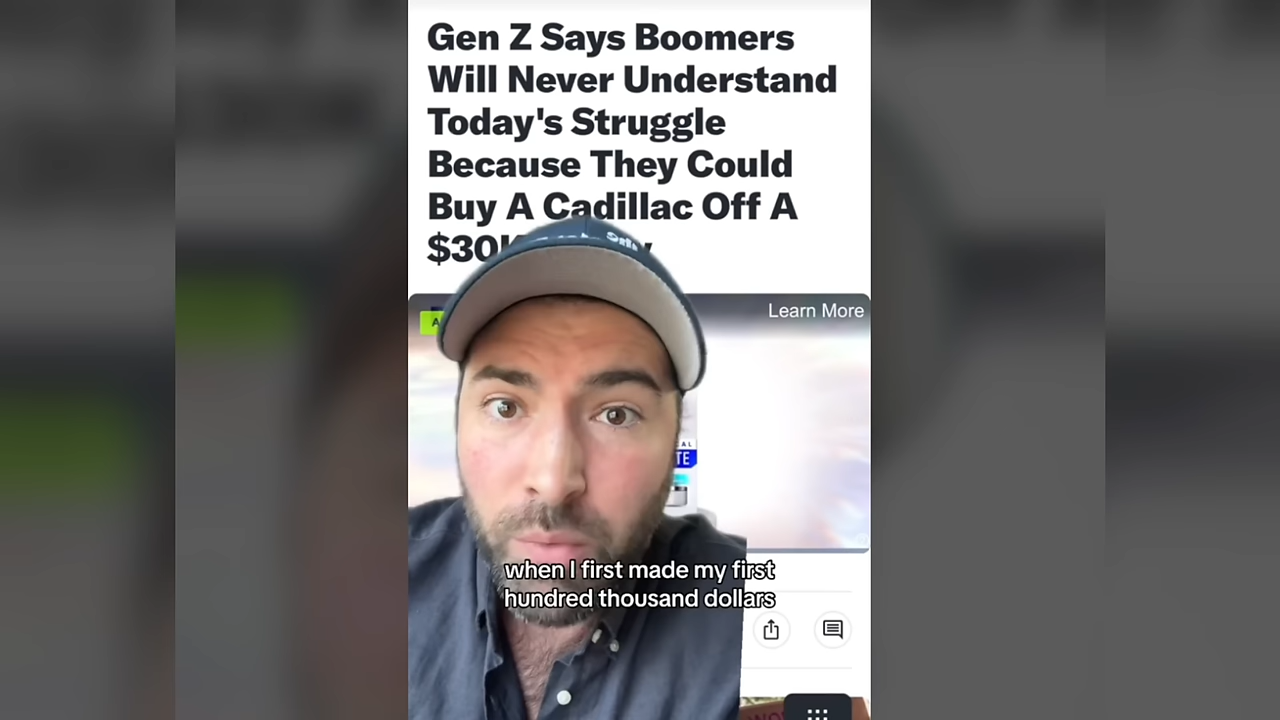 Gen Z Says Boomers
Will Never Understand
Today's Struggle
Because They Could
Buy A Cadillac Off A
Learn More
TE
when I first made my first
hundred thousand dollars